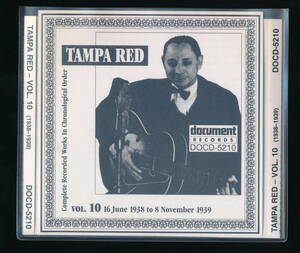 TAMPA RED – VOL. 10 (1938-1939) DOCD-5210
TAMPA RED
Complete Recorded Works In Chronological Order
document
RECORDS
DOCD-5210
VOL. 10 16 June 1938 to 8 November 1939
TAMPA RED – VOL. 10 (1938-1939) DOCD-5210